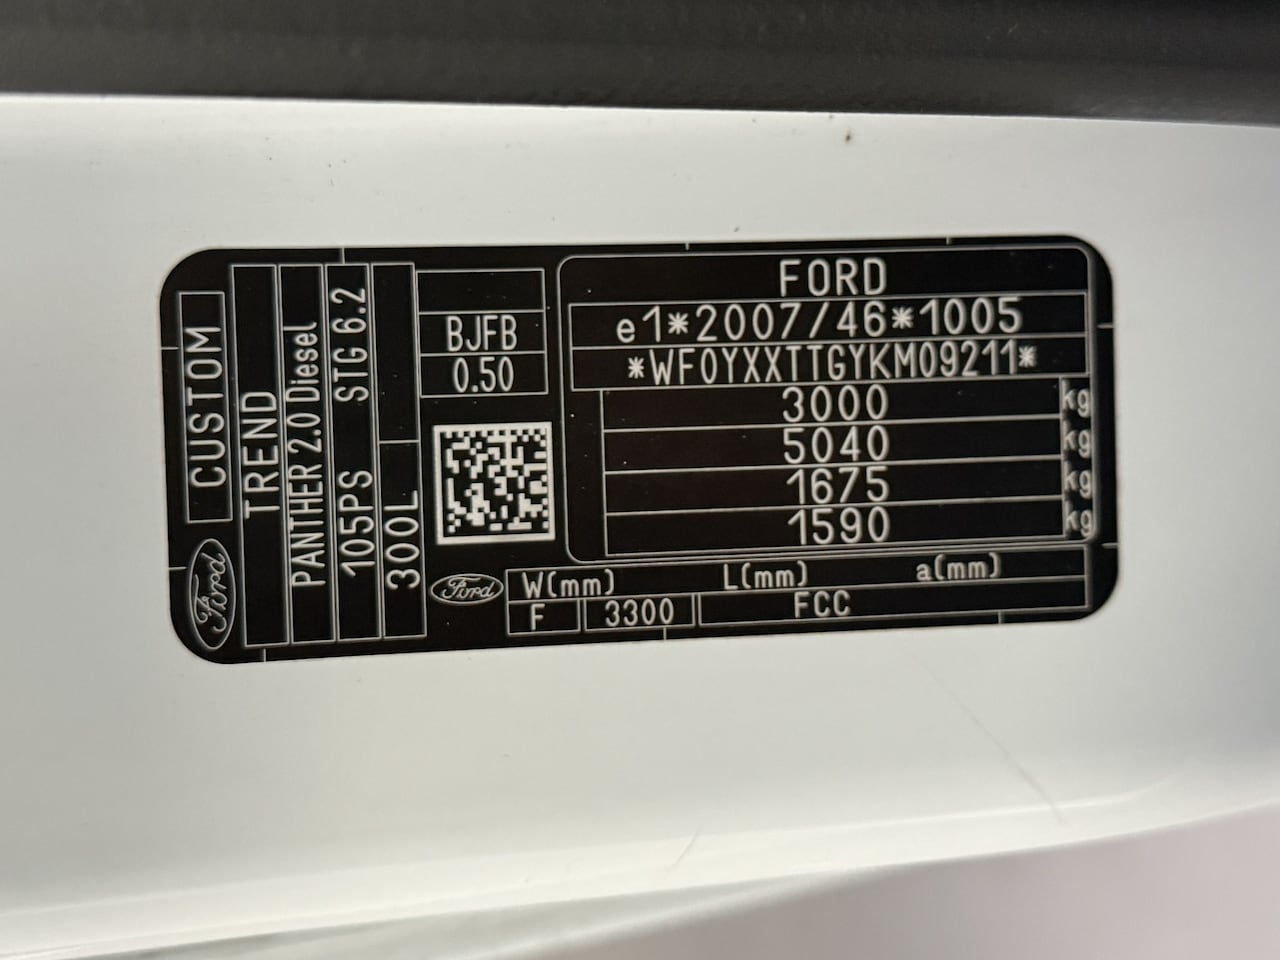 CUSTOM
Ford
TREND
PANTHER 2.0 Diesel
105PS STG 6.2
300L
BJFB
0.50
Ford
FORD
e1*2007/46*1005
*WF0YXXTTGYKM09211*
3000 kg
5040 kg
1675 kg
1590 kg
W(mm) L(mm) a(mm)
F 3300 FCC